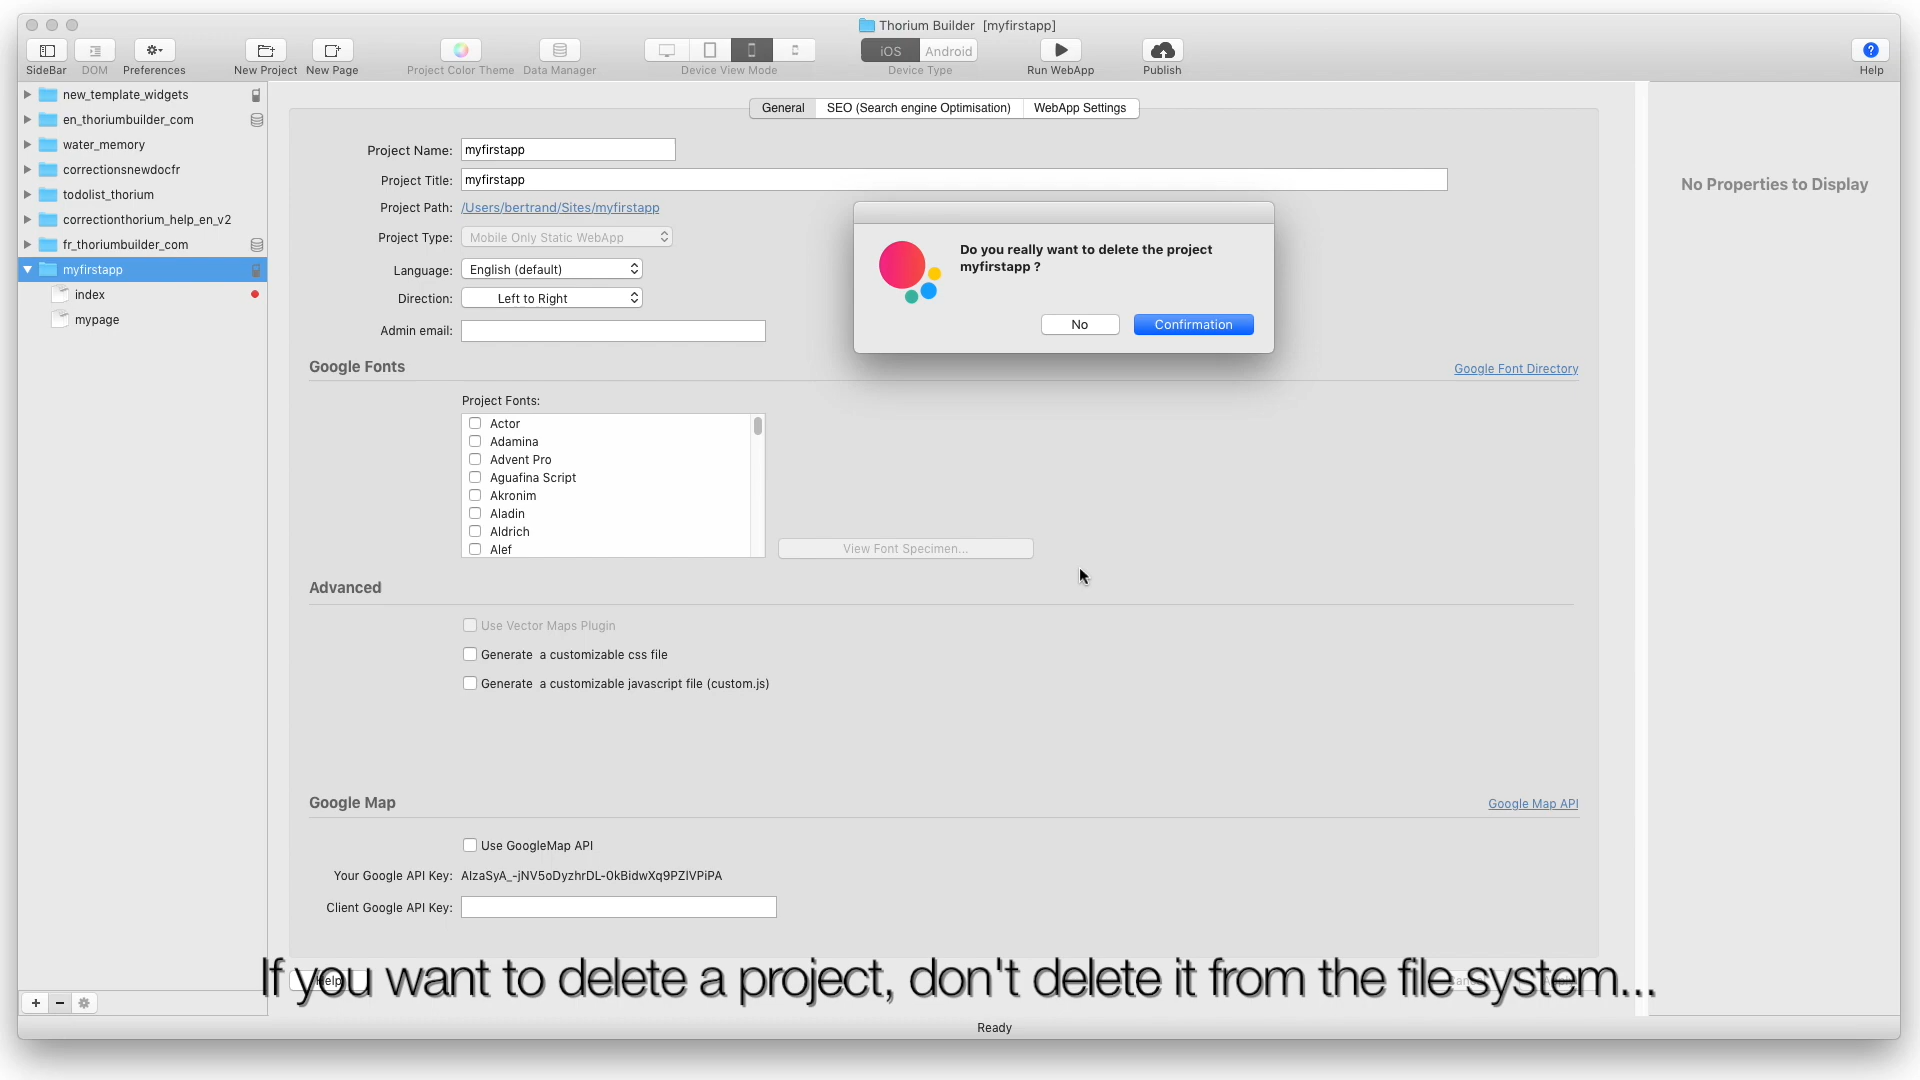 Thorium Builder [myfirstapp]
SideBar DOM Preferences New Project New Page Project Color Theme Data Manager Device View Mode iOS Android Device Type Run WebApp Publish Help
new_template_widgets
en_thoriumbuilder_com
water_memory
correctionsnewdocfr
todolist_thorium
correctionthorium_help_en_v2
fr_thoriumbuilder_com
myfirstapp
index
mypage
General SEO (Search engine Optimisation) WebApp Settings
Project Name: myfirstapp
Project Title: myfirstapp
Project Path: /Users/bertrand/Sites/myfirstapp
Project Type: Mobile Only Static WebApp
Language: English (default)
Direction: Left to Right
Admin email:
Do you really want to delete the project
myfirstapp ?
No Confirmation
No Properties to Display
Google Fonts Google Font Directory
Project Fonts:
Actor
Adamina
Advent Pro
Aguafina Script
Akronim
Aladin
Aldrich
Alef
View Font Specimen...
Advanced
Use Vector Maps Plugin
Generate a customizable css file
Generate a customizable javascript file (custom.js)
Google Map Google Map API
Use GoogleMap API
Your Google API Key: AIzaSyA_-jNV5oDyzhrDL-0kBidwXq9PZIVPiPA
Client Google API Key:
Help
If you want to delete a project, don't delete it from the file system...
Ready